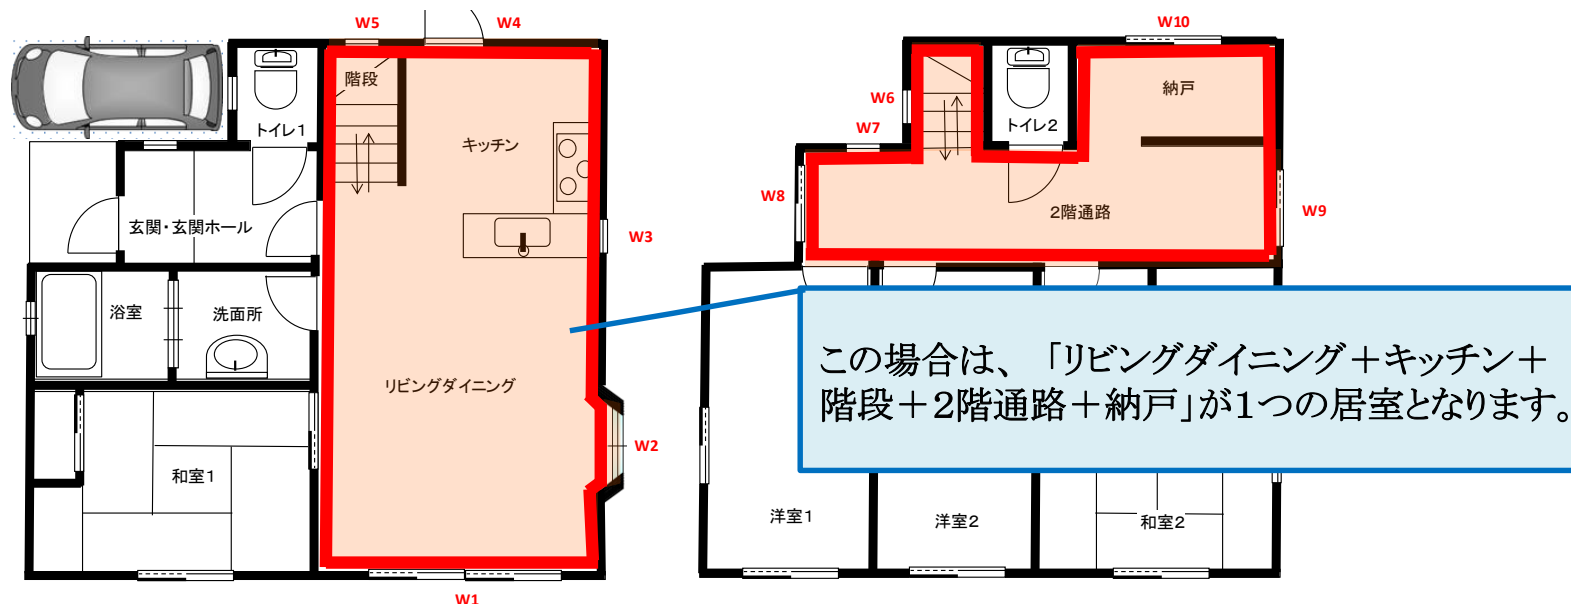 W5
W4
階段
トイレ1
キッチン
玄関・玄関ホール
W3
浴室
洗面所
リビングダイニング
W2
和室1
W1
W10
納戸
W6
トイレ2
W7
W8
2階通路
W9
この場合は、「リビングダイニング+キッチン+
階段+2階通路+納戸」が1つの居室となります。
洋室1
洋室2
和室2